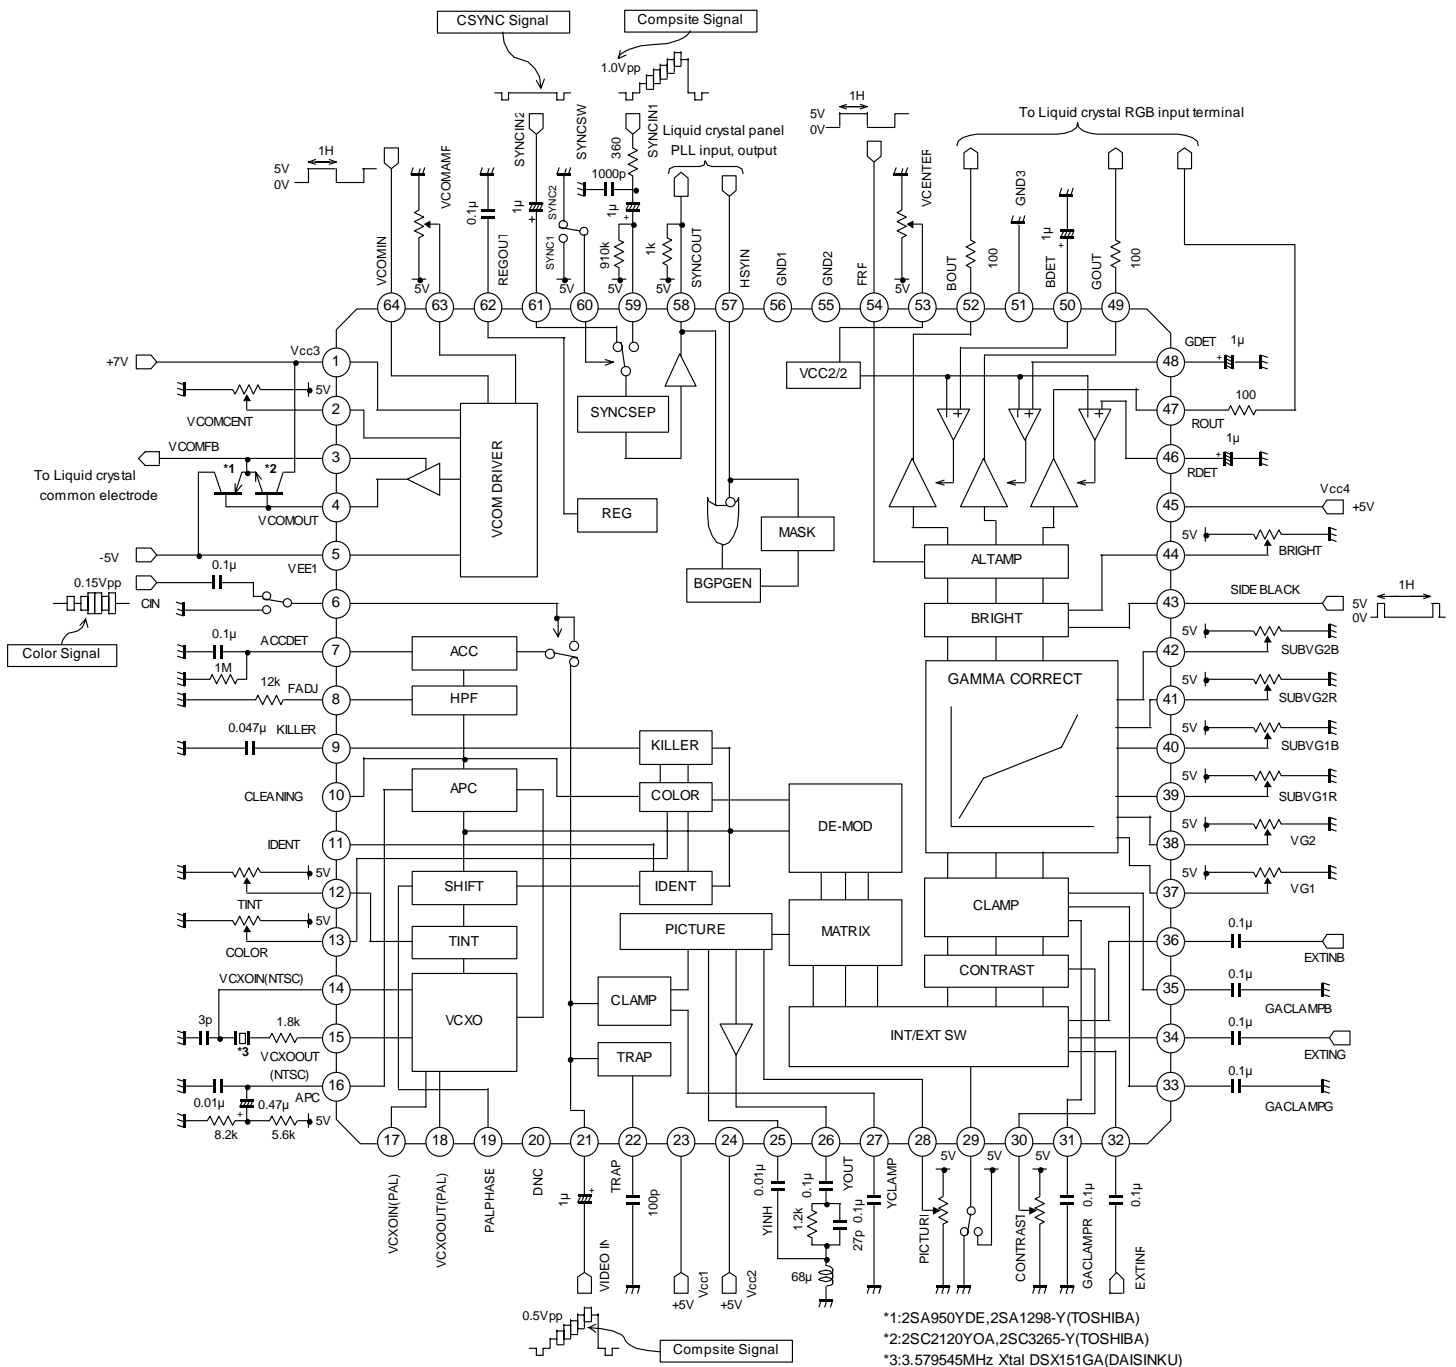 CSYNC Signal
Compsite Signal
1.0Vpp
1H
5V
0V
To Liquid crystal RGB input terminal
Liquid crystal panel
PLL input, output
1H
5V
0V
VCOMIN
VCOMAMF
5V
0.1µ
REGOUT
SYNCIN2
1µ
+
SYNCSW
SYNC2
SYNC1
5V
1000p
360
SYNCIN1
1µ
+
910k
5V
1k
SYNCOUT
HSYIN
GND1
GND2
FRF
VCENTER
5V
BOUT
100
GND3
BDET
1µ
+
GOUT
100
64 63 62 61 60 59 58 57 56 55 54 53 52 51 50 49
+7V
Vcc3
1
5V
VCOMCENT
2
VCOMFB
3
*1 *2
To Liquid crystal
common electrode
VCOMOUT
4
-5V
VEE1
5
0.15Vpp
CIN
0.1µ
6
Color Signal
0.1µ
ACCDET
7
1M
12k
FADJ
8
0.047µ
KILLER
9
CLEANING
10
IDENT
11
5V
TINT
12
5V
COLOR
13
VCXOIN(NTSC)
14
3p
*3
1.8k
VCXOOUT
(NTSC)
15
0.01µ
APC
16
0.47µ
+
8.2k
5.6k
5V
VCOM DRIVER
REG
SYNCSEP
MASK
BGPGEN
VCC2/2
ALTAMP
BRIGHT
GAMMA CORRECT
ACC
HPF
KILLER
APC
COLOR
DE-MOD
SHIFT
IDENT
CLAMP
TINT
PICTURE
MATRIX
CONTRAST
VCXO
CLAMP
INT/EXT SW
TRAP
48
GDET
1µ
+
47
ROUT
100
46
RDET
1µ
+
45
Vcc4
+5V
44
5V
BRIGHT
43
SIDE BLACK
5V
0V
1H
42
5V
SUBVG2B
41
5V
SUBVG2R
40
5V
SUBVG1B
39
5V
SUBVG1R
38
5V
VG2
37
5V
VG1
36
0.1µ
EXTINB
35
0.1µ
GACLAMPB
34
0.1µ
EXTING
33
0.1µ
GACLAMPG
17 18 19 20 21 22 23 24 25 26 27 28 29 30 31 32
VCXOIN(PAL)
VCXOOUT(PAL)
PALPHASE
DNC
1µ
+
VIDEO IN
TRAP
100p
Vcc1
+5V
Vcc2
+5V
0.01µ
YINH
0.1µ
YOUT
1.2k
27p
68µ
0.1µ
YCLAMP
5V
PICTURI
5V
5V
CONTRAST
0.1µ
GACLAMPR
0.1µ
EXTINF
0.5Vpp
Compsite Signal
*1:2SA950YDE,2SA1298-Y(TOSHIBA)
*2:2SC2120YOA,2SC3265-Y(TOSHIBA)
*3:3.579545MHz Xtal DSX151GA(DAISINKU)